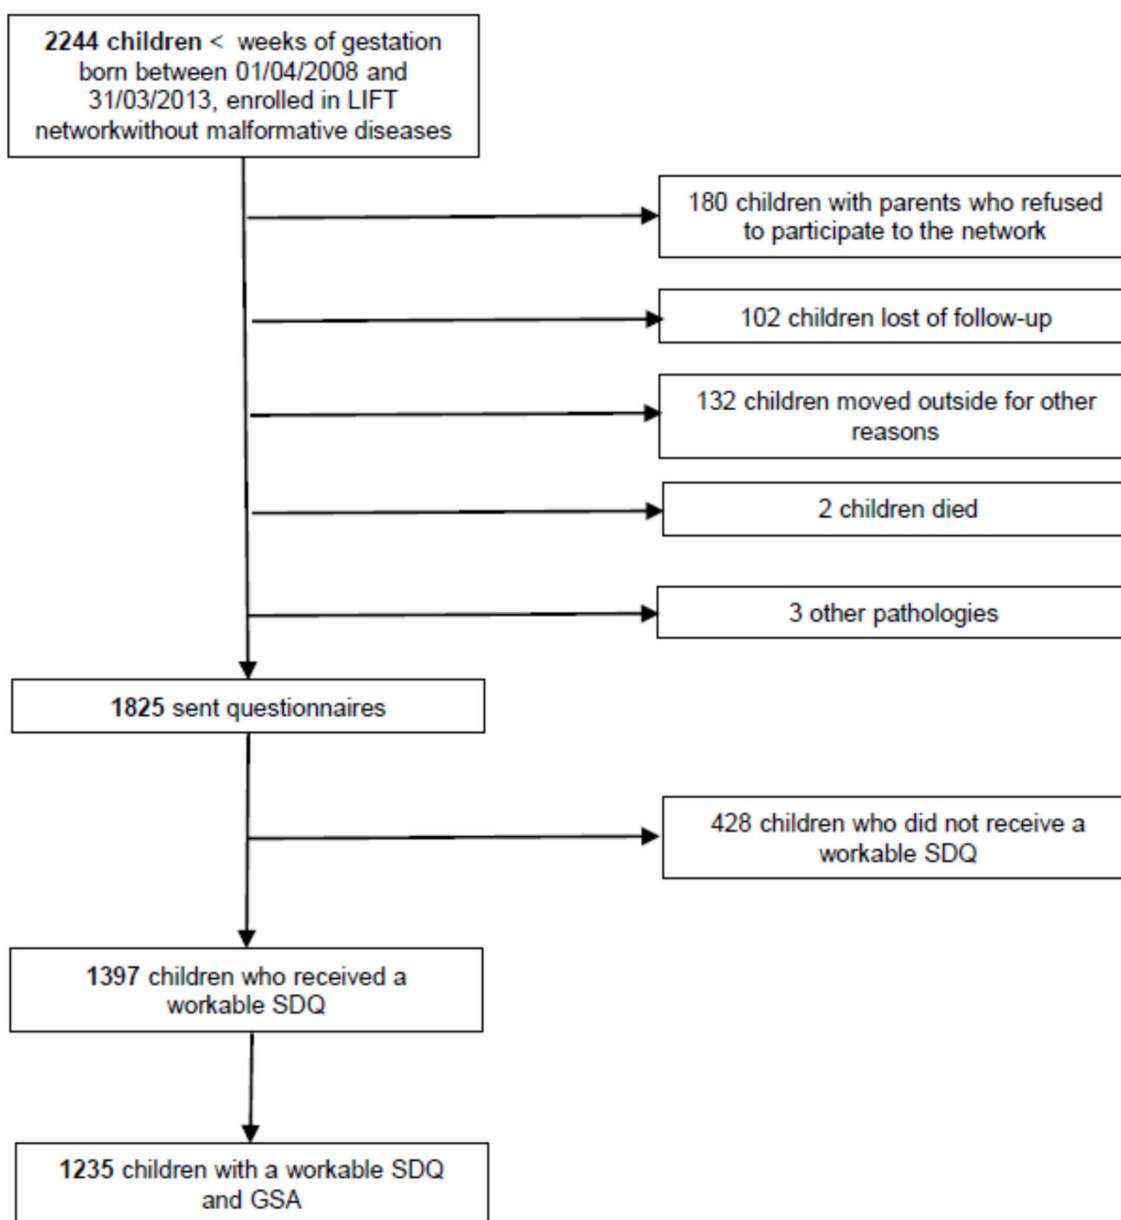 2244 children < weeks of gestation
born between 01/04/2008 and
31/03/2013, enrolled in LIFT
networkwithout malformative diseases
180 children with parents who refused
to participate to the network
102 children lost of follow-up
132 children moved outside for other
reasons
2 children died
3 other pathologies
1825 sent questionnaires
428 children who did not receive a
workable SDQ
1397 children who received a
workable SDQ
1235 children with a workable SDQ
and GSA